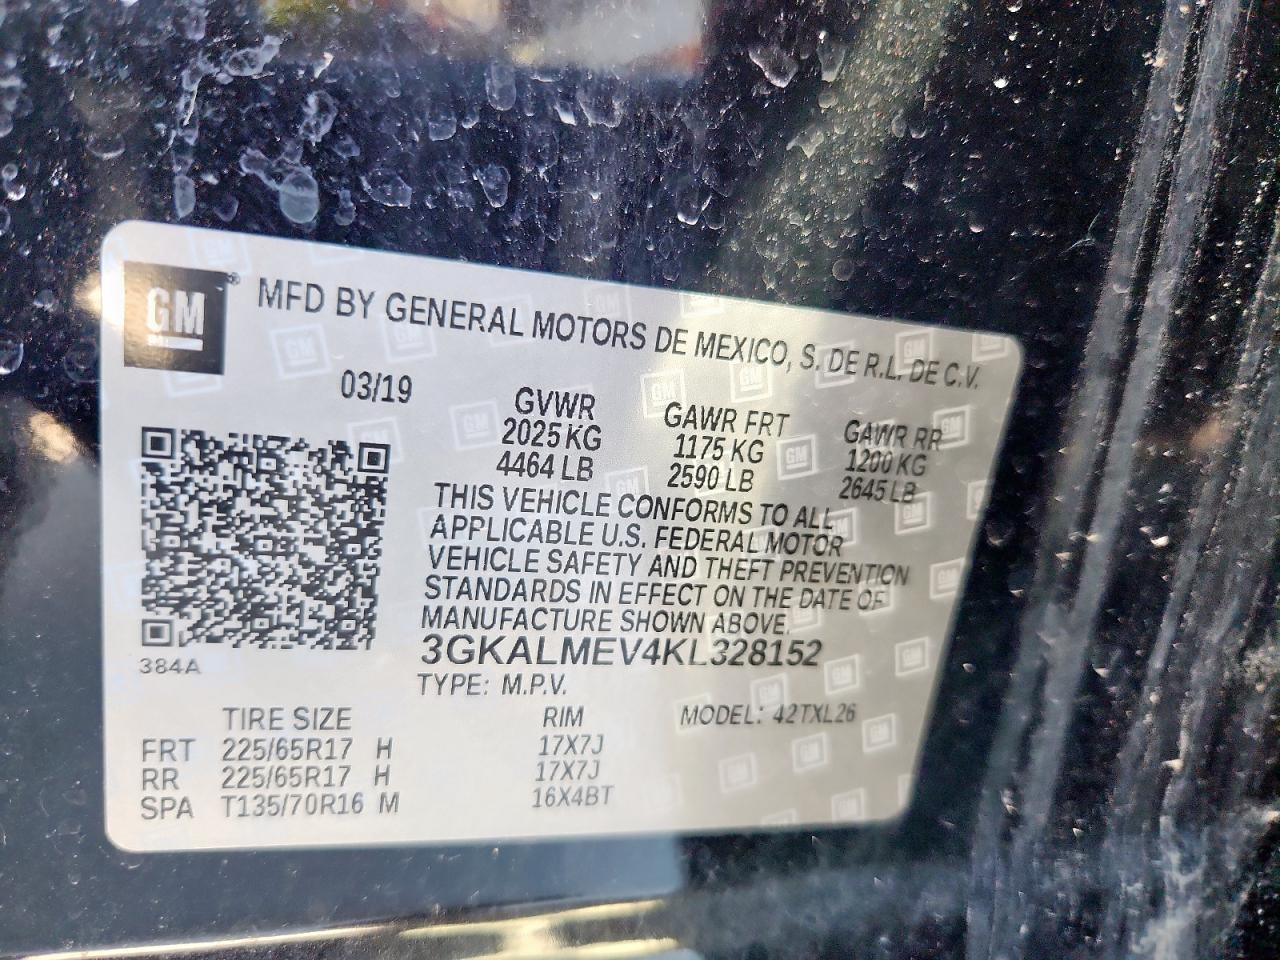 GM ® MFD BY GENERAL MOTORS DE MEXICO, S. DE R.L. DE C.V.
03/19
GVWR GAWR FRT GAWR RR
2025 KG 1175 KG 1200 KG
4464 LB 2590 LB 2645 LB
THIS VEHICLE CONFORMS TO ALL
APPLICABLE U.S. FEDERAL MOTOR
VEHICLE SAFETY AND THEFT PREVENTION
STANDARDS IN EFFECT ON THE DATE OF
MANUFACTURE SHOWN ABOVE.
3GKALMEV4KL328152
384A
TYPE: M.P.V.
TIRE SIZE RIM MODEL: 42TXL26
FRT 225/65R17 H 17X7J
RR 225/65R17 H 17X7J
SPA T135/70R16 M 16X4BT